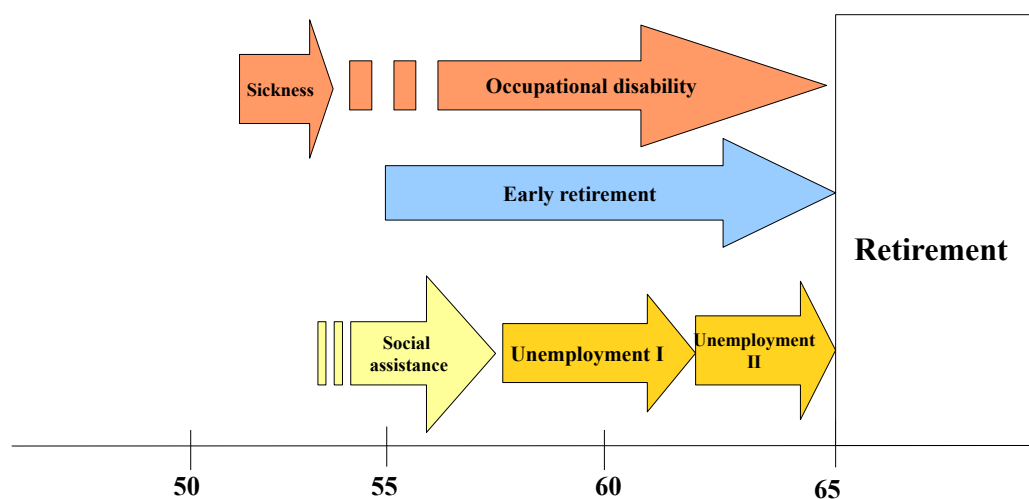 Sickness
Occupational disability
Early retirement
Retirement
Social
assistance
Unemployment I
Unemployment
II
50
55
60
65